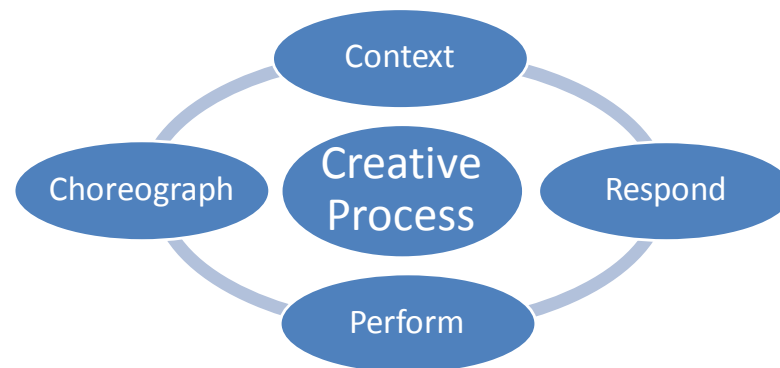 Context
Choreograph
Creative
Process
Respond
Perform